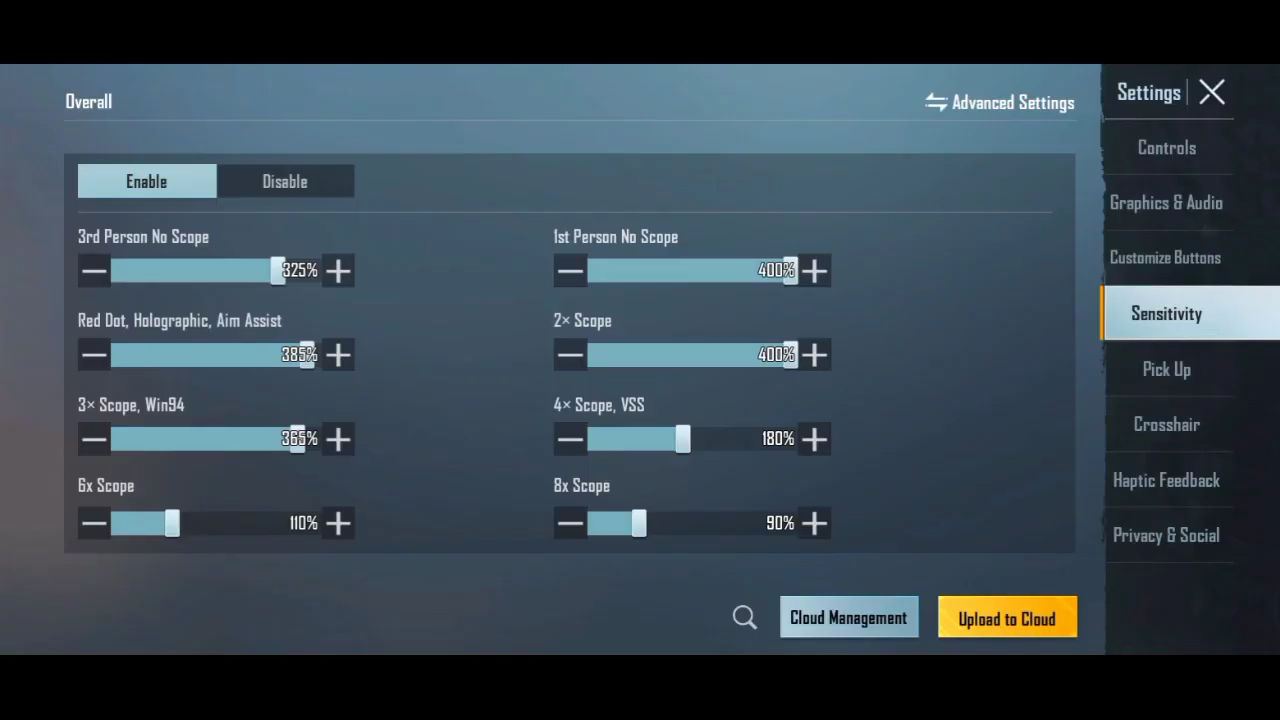 Overall
Advanced Settings
Settings
Enable
Disable
3rd Person No Scope
325%
1st Person No Scope
400%
Red Dot, Holographic, Aim Assist
385%
2× Scope
400%
3× Scope, Win94
365%
4× Scope, VSS
180%
6x Scope
110%
8x Scope
90%
Cloud Management
Upload to Cloud
Controls
Graphics & Audio
Customize Buttons
Sensitivity
Pick Up
Crosshair
Haptic Feedback
Privacy & Social